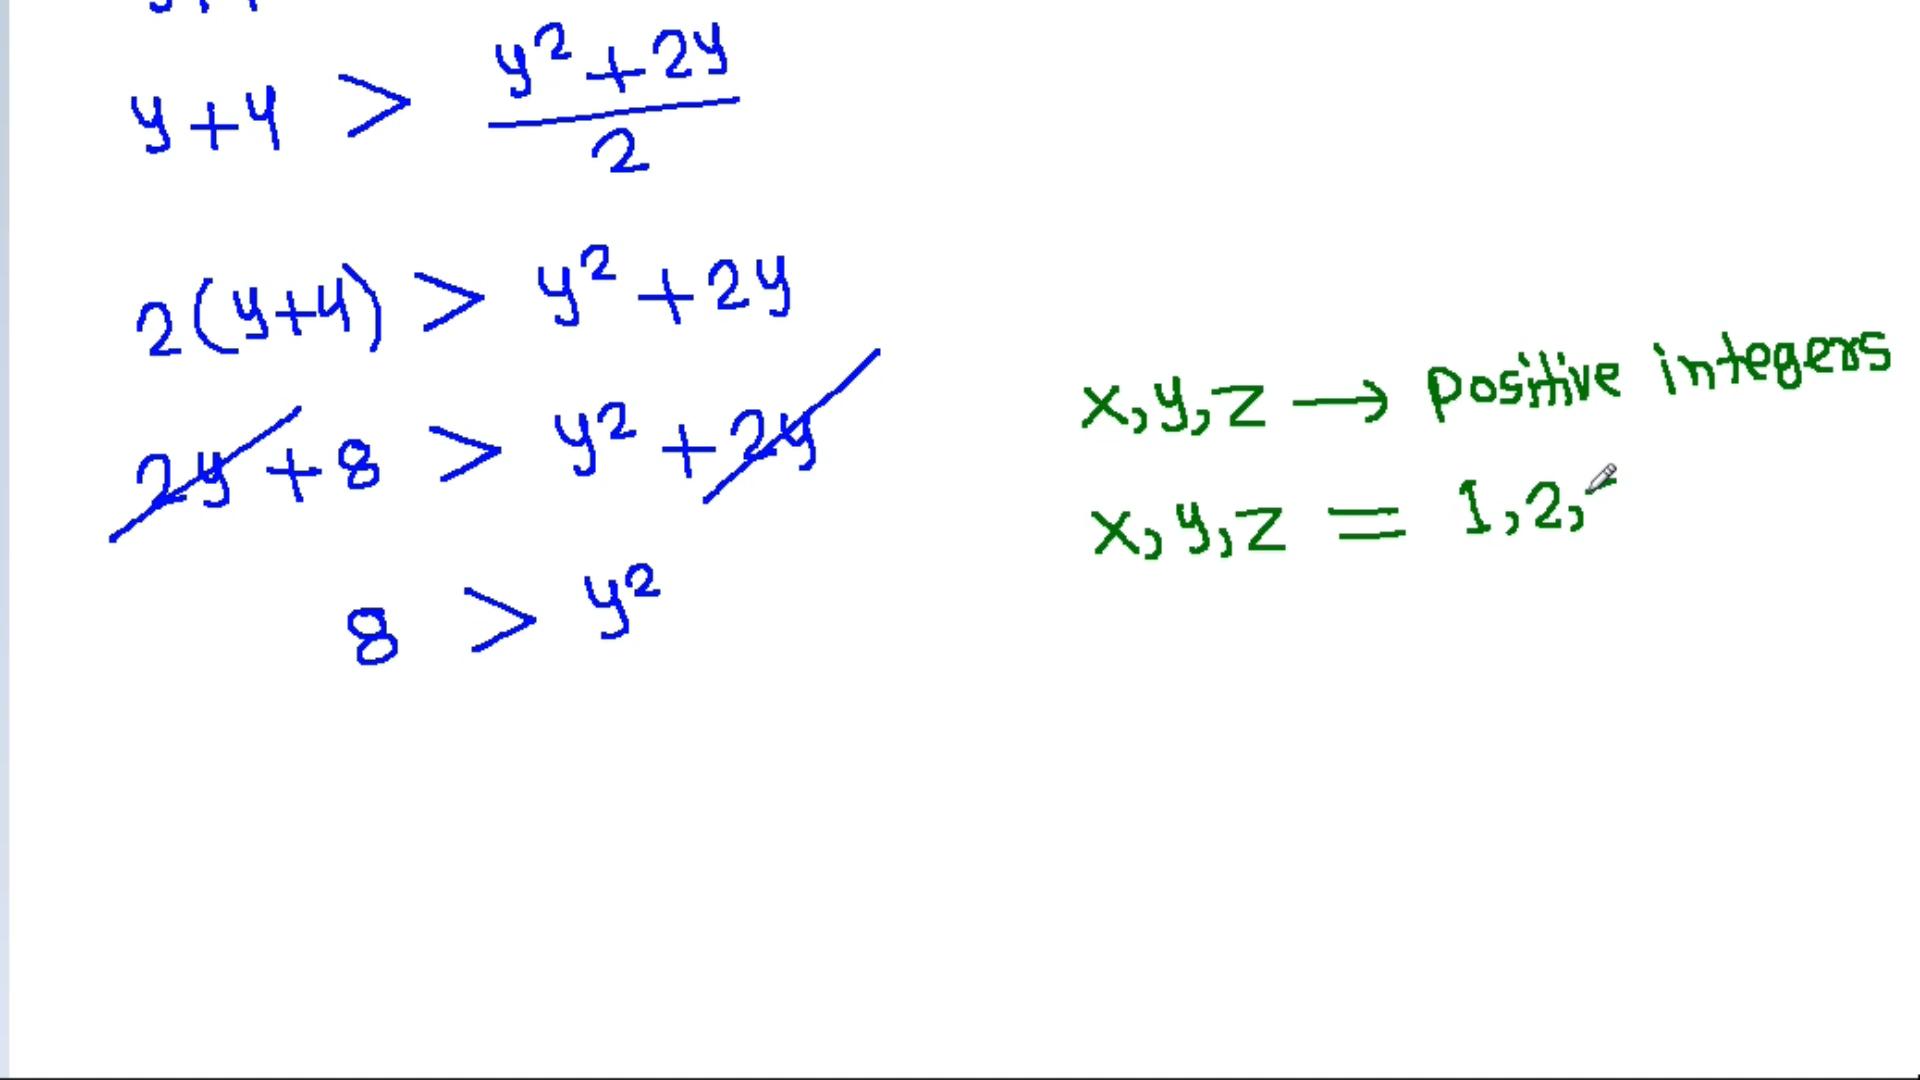 y+4 > (y²+2y)/2
2(y+4) > y²+2y
2y+8 > y²+2y
x,y,z → positive integers
x,y,z = 1,2,
8 > y²